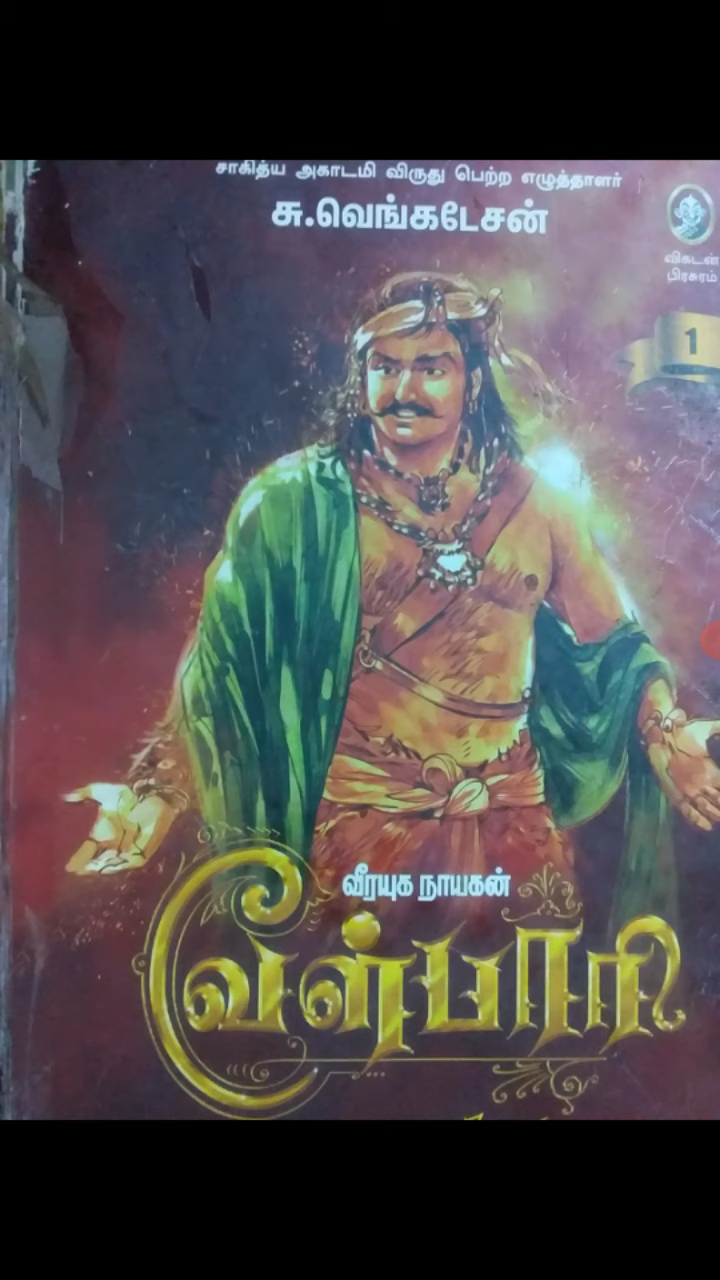 சாகித்ய அகாடமி விருது பெற்ற எழுத்தாளர்
சு.வெங்கடேசன்
விகடன்
பிரசுரம்
1
வீரயுக நாயகன்
வேள்பாரி